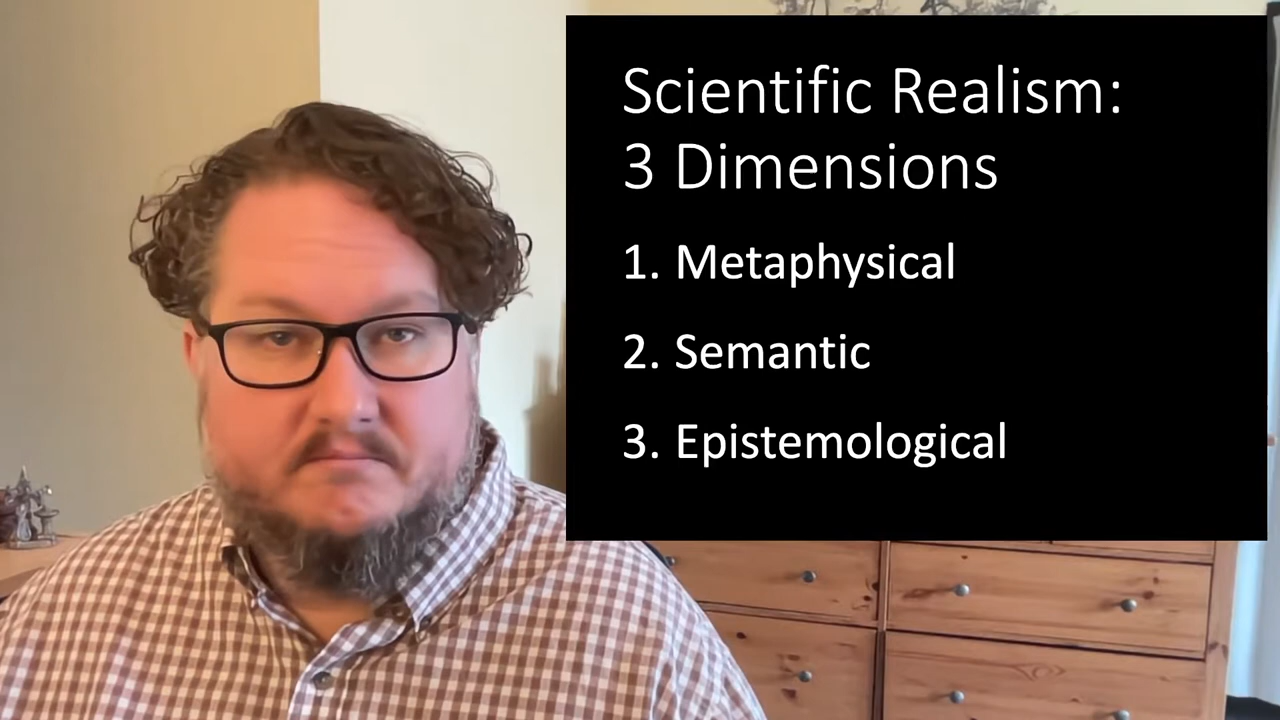 Scientific Realism:
3 Dimensions
1. Metaphysical
2. Semantic
3. Epistemological